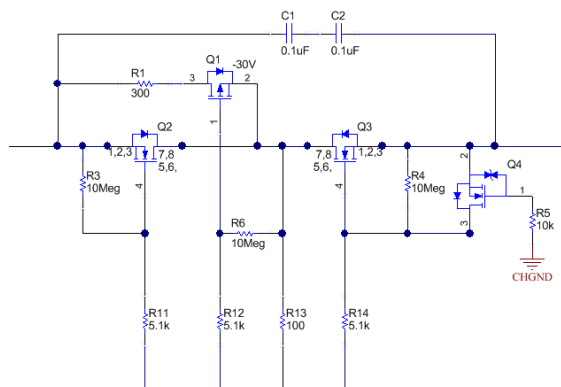 C1
C2
0.1uF
0.1uF
Q1
-30V
R1
300
3
2
1
Q2
Q3
1,2,3
7,8
5,6,
4
7,8
5,6,
1,2,3
4
R3
10Meg
R4
10Meg
2
Q4
1
3
R5
10k
CHGND
R6
10Meg
R11
5.1k
R12
5.1k
R13
100
R14
5.1k